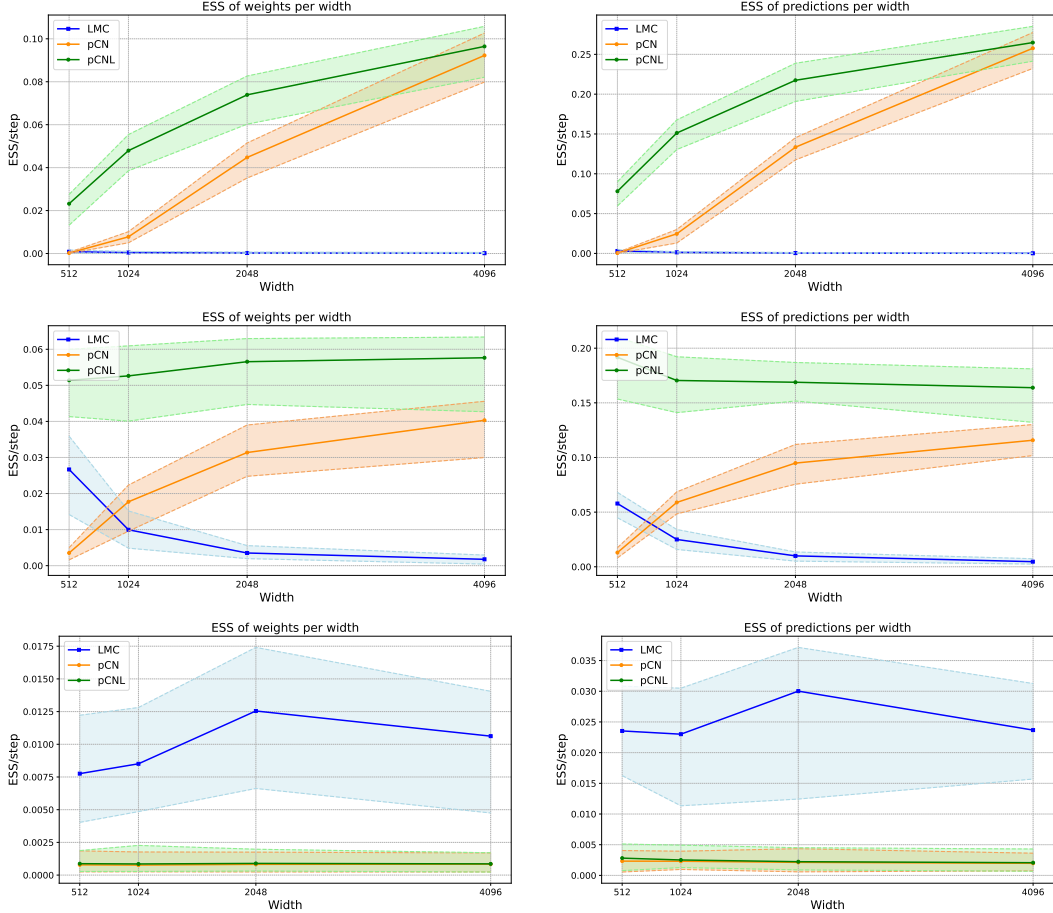 ESS of weights per width
LMC
pCN
pCNL
0.10
0.08
0.06
0.04
0.02
0.00
ESS/step
512
1024
2048
4096
Width
ESS of predictions per width
LMC
pCN
pCNL
0.25
0.20
0.15
0.10
0.05
0.00
ESS/step
512
1024
2048
4096
Width
ESS of weights per width
LMC
pCN
pCNL
0.06
0.05
0.04
0.03
0.02
0.01
0.00
ESS/step
512
1024
2048
4096
Width
ESS of predictions per width
LMC
pCN
pCNL
0.20
0.15
0.10
0.05
0.00
ESS/step
512
1024
2048
4096
Width
ESS of weights per width
LMC
pCN
pCNL
0.0175
0.0150
0.0125
0.0100
0.0075
0.0050
0.0025
0.0000
ESS/step
512
1024
2048
4096
Width
ESS of predictions per width
LMC
pCN
pCNL
0.035
0.030
0.025
0.020
0.015
0.010
0.005
0.000
ESS/step
512
1024
2048
4096
Width